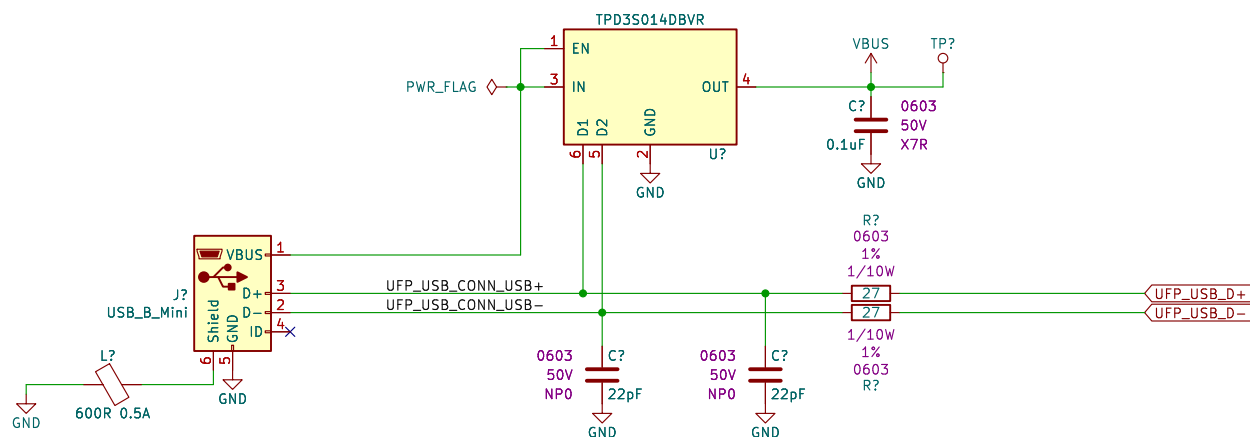 TPD3S014DBVR
1
EN
PWR_FLAG
3
IN
OUT
4
VBUS
TP?
C?
0603
50V
0.1uF
X7R
GND
D1
D2
GND
6
5
2
U?
GND
VBUS
1
D+
3
D-
2
ID
4
Shield
GND
6
5
J?
USB_B_Mini
GND
L?
600R 0.5A
GND
UFP_USB_CONN_USB+
UFP_USB_CONN_USB-
R?
0603
1%
1/10W
27
27
1/10W
1%
0603
R?
UFP_USB_D+
UFP_USB_D-
0603
C?
50V
NP0
22pF
GND
0603
C?
50V
NP0
22pF
GND